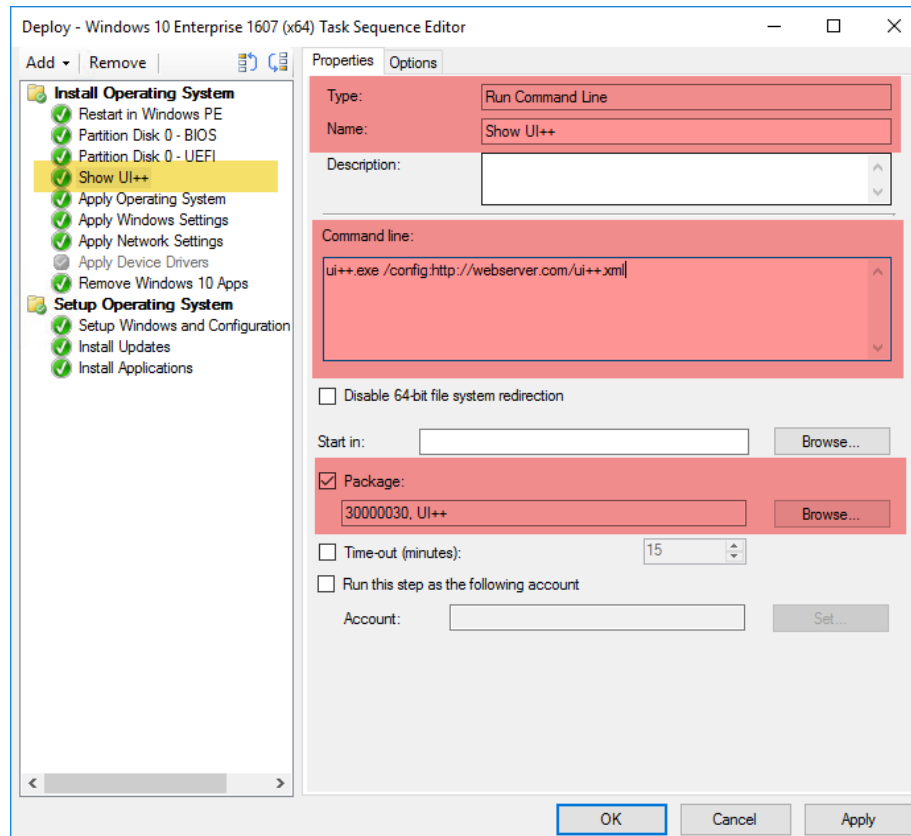 Deploy - Windows 10 Enterprise 1607 (x64) Task Sequence Editor
Add
Remove
Install Operating System
Restart in Windows PE
Partition Disk 0 - BIOS
Partition Disk 0 - UEFI
Show UI++
Apply Operating System
Apply Windows Settings
Apply Network Settings
Apply Device Drivers
Remove Windows 10 Apps
Setup Operating System
Setup Windows and Configuration
Install Updates
Install Applications
Properties Options
Type: Run Command Line
Name: Show UI++
Description:
Command line:
ui++.exe /config:http://webserver.com/ui++.xml
Disable 64-bit file system redirection
Start in: Browse...
Package:
30000030, UI++ Browse...
Time-out (minutes): 15
Run this step as the following account
Account: Set...
OK Cancel Apply